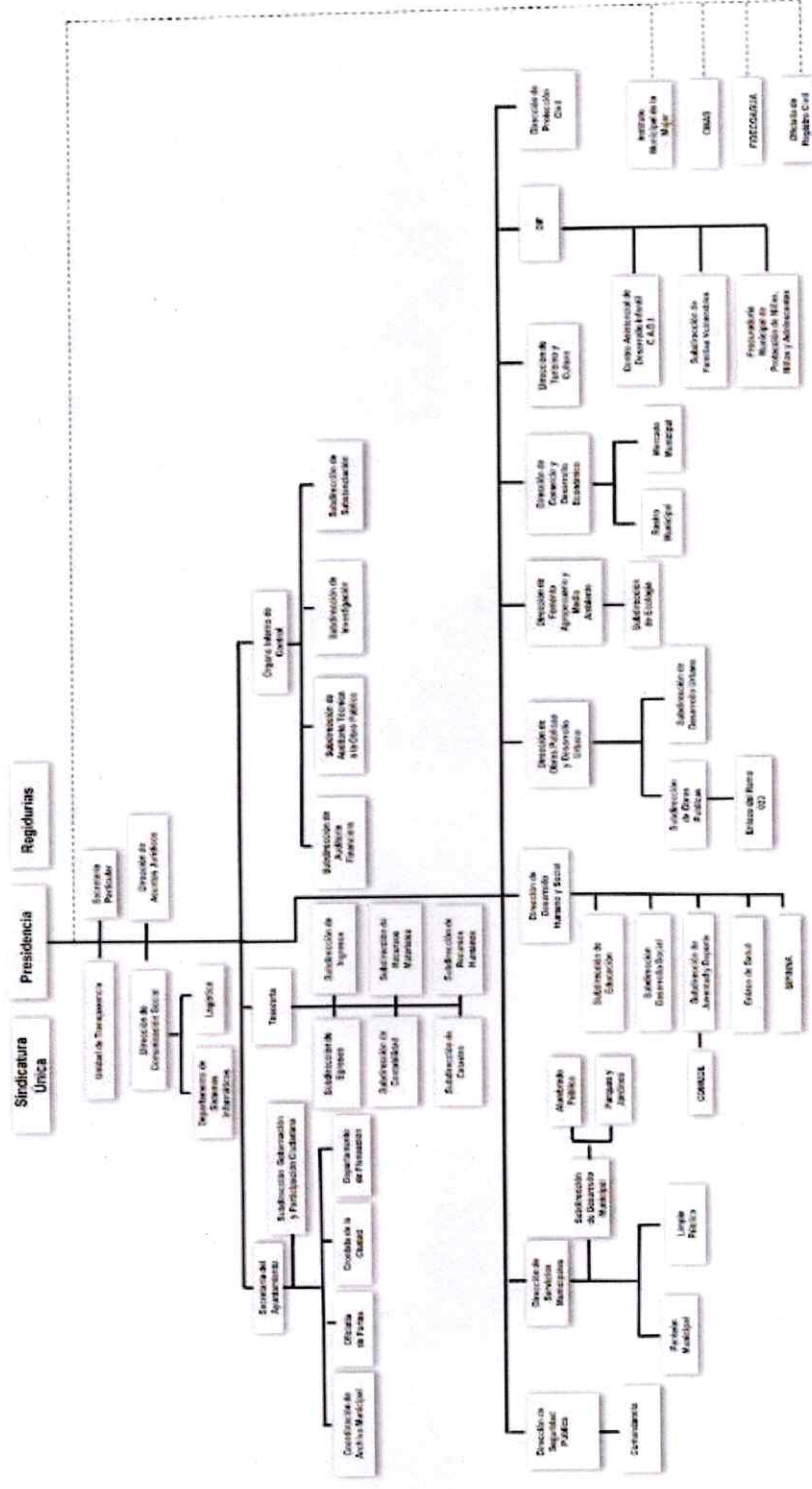 Sindicatura
Única
Presidencia
Regidurías
Unidad de Transparencia
Secretaría
Particular
Dirección de
Comunicación Social
Dirección de
Asuntos Jurídicos
Departamento de
Sistemas
Informáticos
Logística
Secretaría del
Ayuntamiento
Subdirección Gobernación
y Participación Ciudadana
Coordinación de
Archivo Municipal
Oficialía
de Partes
Cronista de la
Ciudad
Departamento
de Planeación
Tesorería
Subdirección de
Egresos
Subdirección de
Ingresos
Subdirección de
Contabilidad
Subdirección de
Recursos
Materiales
Subdirección de
Catastro
Subdirección de
Recursos
Humanos
Órgano Interno de
Control
Subdirección de
Auditoría
Financiera
Subdirección de
Auditoría Técnica
a la Obra Pública
Subdirección de
Investigación
Subdirección de
Substanciación
Dirección de
Seguridad
Pública
Comandancia
Dirección de
Servicios
Municipales
Subdirección
de Desarrollo
Municipal
Alumbrado
Público
Parques y
Jardines
Panteón
Municipal
Limpia
Pública
Dirección de
Desarrollo
Humano y Social
Subdirección de
Educación
Subdirección
Desarrollo Social
Subdirección de
Juventud y Deporte
COMUDE
Enlace de Salud
SIPINNA
Dirección de
Obras Públicas
y Desarrollo
Urbano
Subdirección
de Obras
Públicas
Subdirección de
Desarrollo Urbano
Enlace del Ramo
033
Dirección de
Fomento
Agropecuario y
Medio
Ambiente
Subdirección
de Ecología
Dirección de
Comercio y
Desarrollo
Económico
Rastro
Municipal
Mercado
Municipal
Dirección de
Turismo y
Cultura
DIF
Centro Asistencial de
Desarrollo Infantil
C.A.D.I.
Subdirección de
Familias Vulnerables
Procuraduría
Municipal de
Protección de Niñas,
Niños y Adolescentes
Dirección de
Protección
Civil
Instituto
Municipal de la
Mujer
CMAS
FIDECOAGUA
Oficialía de
Registro Civil